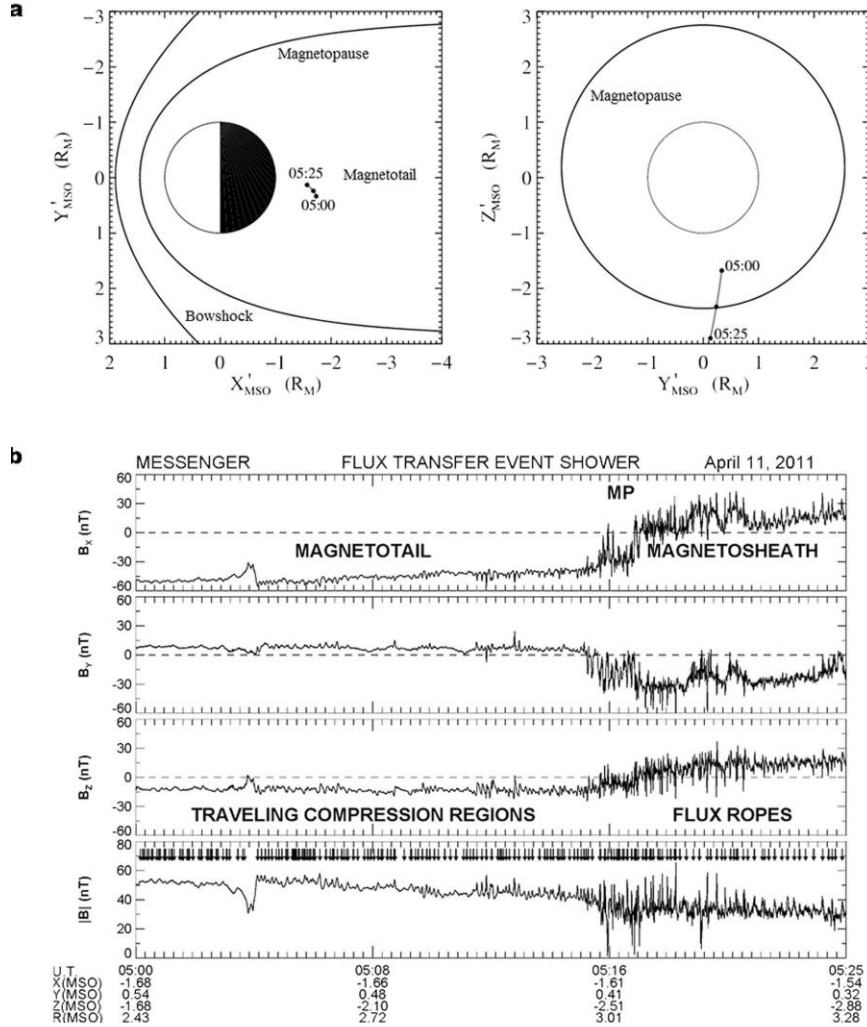 a
-3
-2
-1
0
1
2
3
2 1 0 -1 -2 -3 -4
Y'MSO (RM)
X'MSO (RM)
Magnetopause
05:25
Magnetotail
05:00
Bowshock
3
2
1
0
-1
-2
-3
-3 -2 -1 0 1 2 3
Z'MSO (RM)
Y'MSO (RM)
Magnetopause
05:00
05:25
b
MESSENGER FLUX TRANSFER EVENT SHOWER April 11, 2011
60
30
0
-30
-60
BX (nT)
MP
MAGNETOTAIL MAGNETOSHEATH
60
30
0
-30
-60
BY (nT)
60
30
0
-30
-60
BZ (nT)
TRAVELING COMPRESSION REGIONS FLUX ROPES
80
60
40
20
0
|B| (nT)
U.T. 05:00 05:08 05:16 05:25
X(MSO) -1.68 -1.66 -1.61 -1.54
Y(MSO) 0.54 0.48 0.41 0.32
Z(MSO) -1.68 -2.10 -2.51 -2.88
R(MSO) 2.43 2.72 3.01 3.28